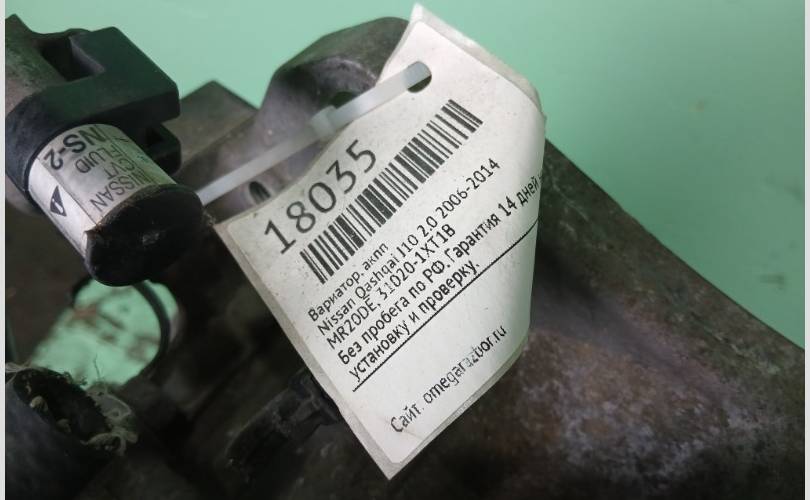 NISSAN
CVT
FLUID
NS-2
18035
Вариатор. акпп
Nissan Qashqai J10 2.0 2006-2014
MR20DE. 31020-1XT1B
Без пробега по РФ. Гарантия 14 дней
установку и проверку.
Сайт. omegarazbor.ru